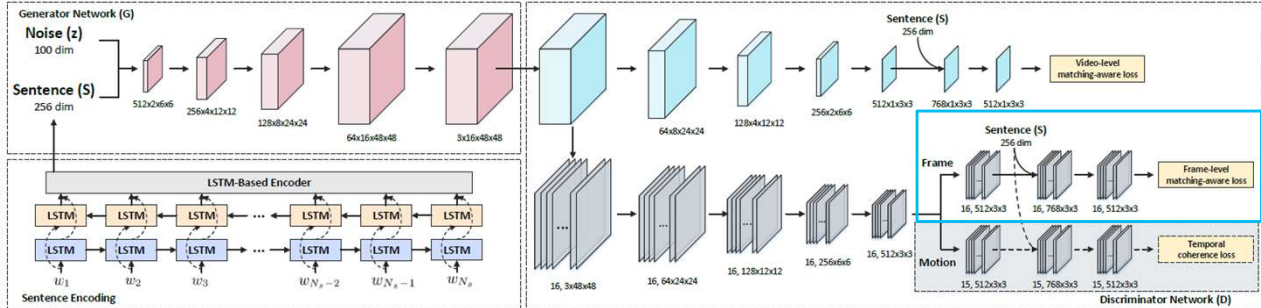 Generator Network (G)
Noise (z)
100 dim
Sentence (S)
256 dim
512x2x6x6
256x4x12x12
128x8x24x24
64x16x48x48
3x16x48x48
LSTM-Based Encoder
LSTM LSTM LSTM ... LSTM LSTM LSTM
LSTM LSTM LSTM ... LSTM LSTM LSTM
w1 w2 w3 wNs−2 wNs−1 wNs
Sentence Encoding
Sentence (S)
256 dim
64x8x24x24
128x4x12x12
256x2x6x6
512x1x3x3
768x1x3x3
512x1x3x3
Video-level
matching-aware loss
16, 3x48x48
16, 64x24x24
16, 128x12x12
16, 256x6x6
16, 512x3x3
Sentence (S)
256 dim
Frame
16, 512x3x3
16, 768x3x3
16, 512x3x3
Frame-level
matching-aware loss
Motion
15, 512x3x3
15, 768x3x3
15, 512x3x3
Temporal
coherence loss
Discriminator Network (D)